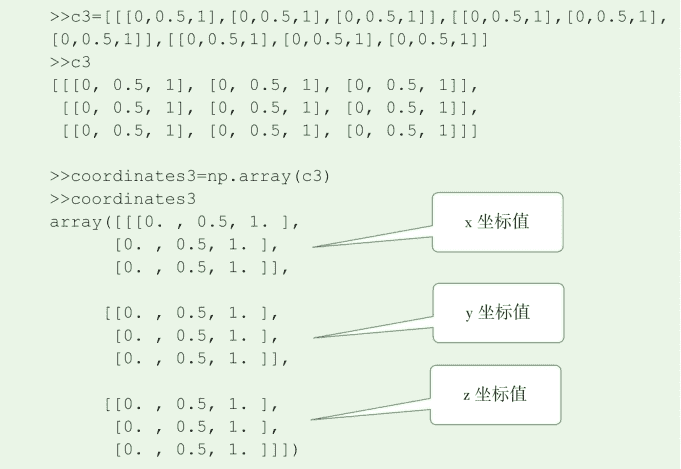 >>c3=[[[0,0.5,1],[0,0.5,1],[0,0.5,1]],[[0,0.5,1],[0,0.5,1],
[0,0.5,1]],[[0,0.5,1],[0,0.5,1],[0,0.5,1]]
>>c3
[[[0, 0.5, 1], [0, 0.5, 1], [0, 0.5, 1]],
[[0, 0.5, 1], [0, 0.5, 1], [0, 0.5, 1]],
[[0, 0.5, 1], [0, 0.5, 1], [0, 0.5, 1]]]
>>coordinates3=np.array(c3)
>>coordinates3
array([[[0. , 0.5, 1. ],
[0. , 0.5, 1. ],
[0. , 0.5, 1. ]],
x 坐标值
[[0. , 0.5, 1. ],
[0. , 0.5, 1. ],
[0. , 0.5, 1. ]],
y 坐标值
[[0. , 0.5, 1. ],
[0. , 0.5, 1. ],
[0. , 0.5, 1. ]]])
z 坐标值